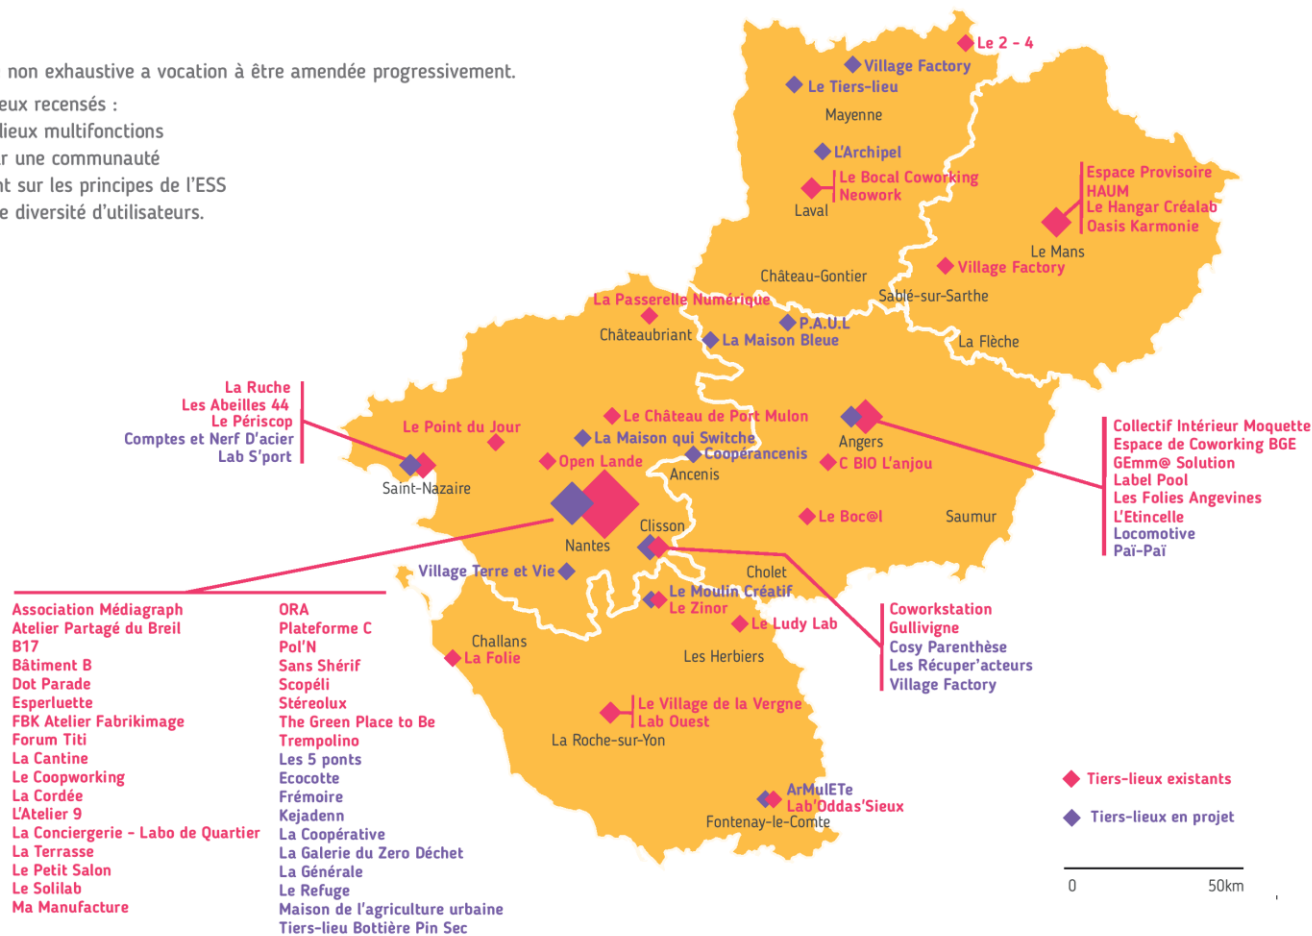 non exhaustive a vocation à être amendée progressivement.
eux recensés :
lieux multifonctions
r une communauté
nt sur les principes de l'ESS
e diversité d'utilisateurs.
Le 2 - 4
Village Factory
Le Tiers-lieu
Mayenne
L'Archipel
Le Bocal Coworking
Neowork
Laval
Espace Provisoire
HAUM
Le Hangar Créalab
Oasis Karmonie
Le Mans
Village Factory
Château-Gontier
Sablé-sur-Sarthe
La Flèche
La Passerelle Numérique
Châteaubriant
P.A.U.L
La Maison Bleue
La Ruche
Les Abeilles 44
Le Périscop
Comptes et Nerf D'acier
Lab S'port
Saint-Nazaire
Le Point du Jour
Le Château de Port Mulon
La Maison qui Switche
Open Lande
Coopérancenis
Ancenis
Angers
C BIO L'anjou
Le Boc@l
Saumur
Collectif Intérieur Moquette
Espace de Coworking BGE
GEmm@ Solution
Label Pool
Les Folies Angevines
L'Etincelle
Locomotive
Paï-Paï
Clisson
Nantes
Village Terre et Vie
Cholet
Le Moulin Créatif
Le Zinor
Le Ludy Lab
Coworkstation
Gullivigne
Cosy Parenthèse
Les Récuper'acteurs
Village Factory
Challans
La Folie
Les Herbiers
Le Village de la Vergne
Lab Ouest
La Roche-sur-Yon
ArMulETe
Lab'Oddas'Sieux
Fontenay-le-Comte
Association Médiagraph
Atelier Partagé du Breil
B17
Bâtiment B
Dot Parade
Esperluette
FBK Atelier Fabrikimage
Forum Titi
La Cantine
Le Coopworking
La Cordée
L'Atelier 9
La Conciergerie - Labo de Quartier
La Terrasse
Le Petit Salon
Le Solilab
Ma Manufacture
ORA
Plateforme C
Pol'N
Sans Shérif
Scopéli
Stéreolux
The Green Place to Be
Trempolino
Les 5 ponts
Ecocotte
Frémoire
Kejadenn
La Coopérative
La Galerie du Zero Déchet
La Générale
Le Refuge
Maison de l'agriculture urbaine
Tiers-lieu Bottière Pin Sec
Tiers-lieux existants
Tiers-lieux en projet
0 50km